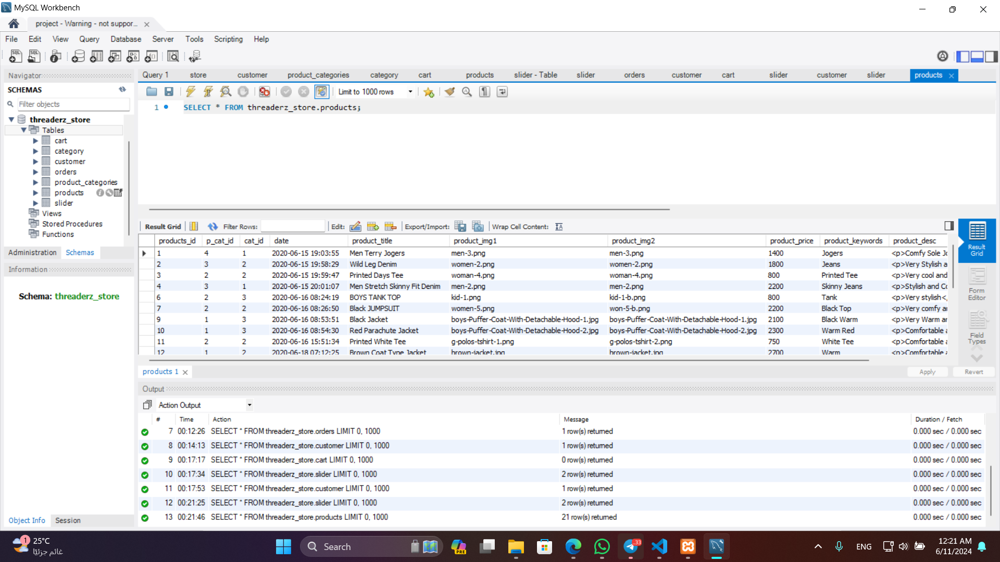 MySQL Workbench
project - Warning - not suppor...
File Edit View Query Database Server Tools Scripting Help
Navigator
SCHEMAS
Filter objects
threaderz_store
Tables
cart
category
customer
orders
product_categories
products
slider
Views
Stored Procedures
Functions
Administration Schemas
Information
Schema: threaderz_store
Object Info Session
Query 1 store customer product_categories category cart products slider - Table slider orders customer cart slider customer slider products
Limit to 1000 rows
1 SELECT * FROM threaderz_store.products;
Result Grid Filter Rows: Edit: Export/Import: Wrap Cell Content:
products_id p_cat_id cat_id date product_title product_img1 product_img2 product_price product_keywords product_desc
1 4 1 2020-06-15 19:03:55 Men Terry Jogers men-3.png men-3.png 1400 Jogers <p>Comfy Sole Jo
2 3 2 2020-06-15 19:58:29 Wild Leg Denim women-2.png women-2.png 1800 Jeans <p>Very Stylish a
3 2 2 2020-06-15 19:59:47 Printed Days Tee woman-4.png woman-4.png 800 Printed Tee <p>Very cool and
4 3 1 2020-06-15 20:01:07 Men Stretch Skinny Fit Denim men-2.png men-2.png 2200 Skinny Jeans <p>Stylish and Co
6 2 3 2020-06-16 08:24:19 BOYS TANK TOP kid-1.png kid-1-b.png 800 Tank <p>Very stylish<
7 2 2 2020-06-16 08:26:50 Black JUMPSUIT women-5.png won-5-b.png 2200 Black Top <p>Very comfy an
9 1 3 2020-06-16 08:53:51 Black Jacket boys-Puffer-Coat-With-Detachable-Hood-1.jpg boys-Puffer-Coat-With-Detachable-Hood-1.jpg 2100 Black Warm <p>Very Warm an
10 1 3 2020-06-16 08:54:30 Red Parachute Jacket boys-Puffer-Coat-With-Detachable-Hood-2.jpg boys-Puffer-Coat-With-Detachable-Hood-2.jpg 2300 Warm Red <p>Comfortable a
11 2 2 2020-06-16 15:51:34 Printed White Tee g-polos-tshirt-1.png g-polos-tshirt-2.png 750 White Tee <p>Comfortable a
12 1 2 2020-06-18 07:12:25 Brown Coat Type Jacket brown-jacket.jpg brown-jacket.jpg 2700 Warm <p>Comfortable a
Result
Grid
Form
Editor
Field
Types
products 1 Apply Revert
Output
Action Output
# Time Action Message Duration / Fetch
7 00:12:26 SELECT * FROM threaderz_store.orders LIMIT 0, 1000 1 row(s) returned 0.000 sec / 0.000 sec
8 00:14:13 SELECT * FROM threaderz_store.customer LIMIT 0, 1000 1 row(s) returned 0.000 sec / 0.000 sec
9 00:17:17 SELECT * FROM threaderz_store.cart LIMIT 0, 1000 0 row(s) returned 0.000 sec / 0.000 sec
10 00:17:34 SELECT * FROM threaderz_store.slider LIMIT 0, 1000 2 row(s) returned 0.000 sec / 0.000 sec
11 00:17:53 SELECT * FROM threaderz_store.customer LIMIT 0, 1000 1 row(s) returned 0.000 sec / 0.000 sec
12 00:21:25 SELECT * FROM threaderz_store.slider LIMIT 0, 1000 2 row(s) returned 0.000 sec / 0.000 sec
13 00:21:46 SELECT * FROM threaderz_store.products LIMIT 0, 1000 21 row(s) returned 0.000 sec / 0.000 sec
1
25°C
غائم جزئيًا
Search
PRE
33
ENG
12:21 AM
6/11/2024